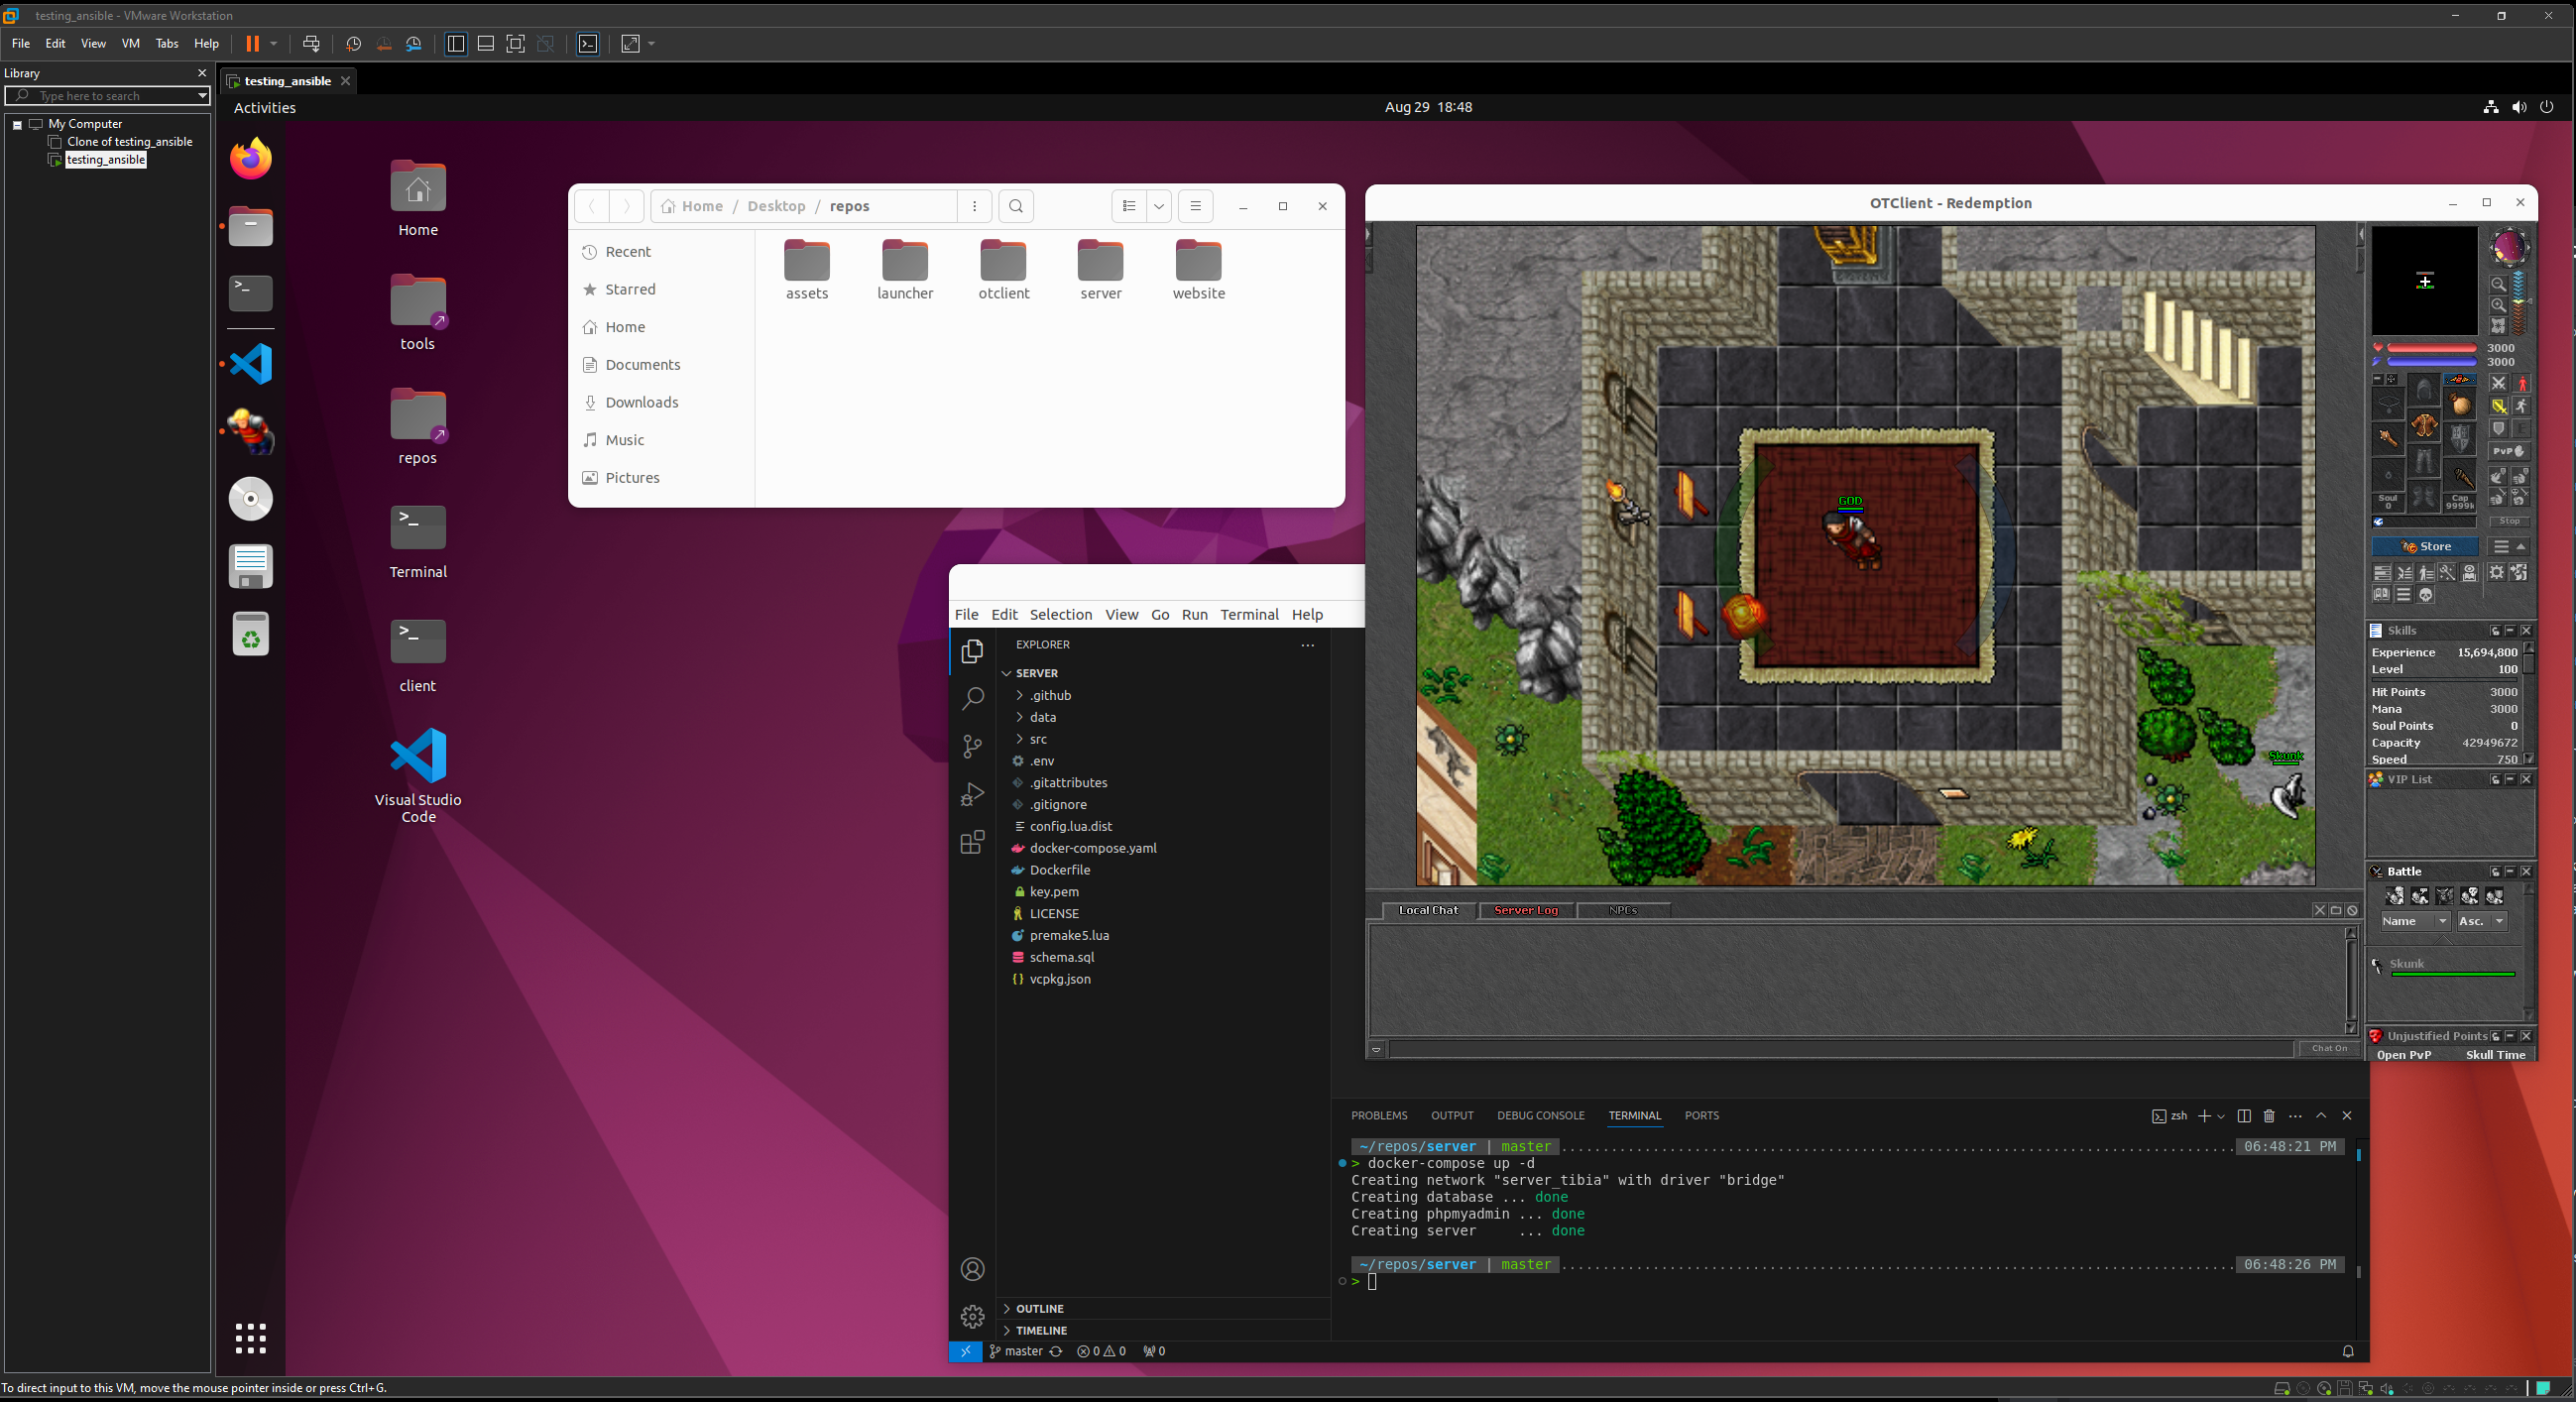 testing_ansible - VMware Workstation
File Edit View VM Tabs Help
Library
Type here to search
My Computer
Clone of testing_ansible
testing_ansible
testing_ansible
Activities
Aug 29 18:48
Home
tools
repos
Terminal
client
Visual Studio
Code
Home / Desktop / repos
Recent
Starred
Home
Documents
Downloads
Music
Pictures
assets
launcher
otclient
server
website
File Edit Selection View Go Run Terminal Help
EXPLORER
SERVER
.github
data
src
.env
.gitattributes
.gitignore
config.lua.dist
docker-compose.yaml
Dockerfile
key.pem
LICENSE
premake5.lua
schema.sql
vcpkg.json
OUTLINE
TIMELINE
master 0 0 0
OTClient - Redemption
GOD
Skunk
3000
3000
PvP
Soul
0
Cap
9999k
Stop
Store
Skills
Experience 15,694,800
Level 100
Hit Points 3000
Mana 3000
Soul Points 0
Capacity 42949672
Speed 750
VIP List
Battle
Name Asc.
Skunk
Unjustified Points
Open PvP Skull Time
Local Chat Server Log NPCs
Chat On
PROBLEMS OUTPUT DEBUG CONSOLE TERMINAL PORTS
zsh
~/repos/server | master 06:48:21 PM
> docker-compose up -d
Creating network "server_tibia" with driver "bridge"
Creating database ... done
Creating phpmyadmin ... done
Creating server ... done
~/repos/server | master 06:48:26 PM
>
To direct input to this VM, move the mouse pointer inside or press Ctrl+G.